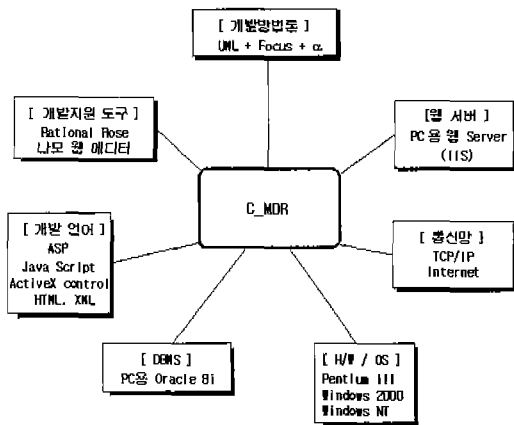 [ 개발방법론 ]
UML + Focus + α
[ 개발지원 도구 ]
Rational Rose
나모 웹 에디터
[웹 서버 ]
PC용 웹 Server
(IIS)
C_MDR
[ 개발 언어 ]
ASP
Java Script
ActiveX control
HTML, XML
[ 통신망 ]
TCP/IP
Internet
[ DBMS ]
PC용 Oracle 8i
[ H/W / OS ]
Pentium III
Windows 2000
Windows NT